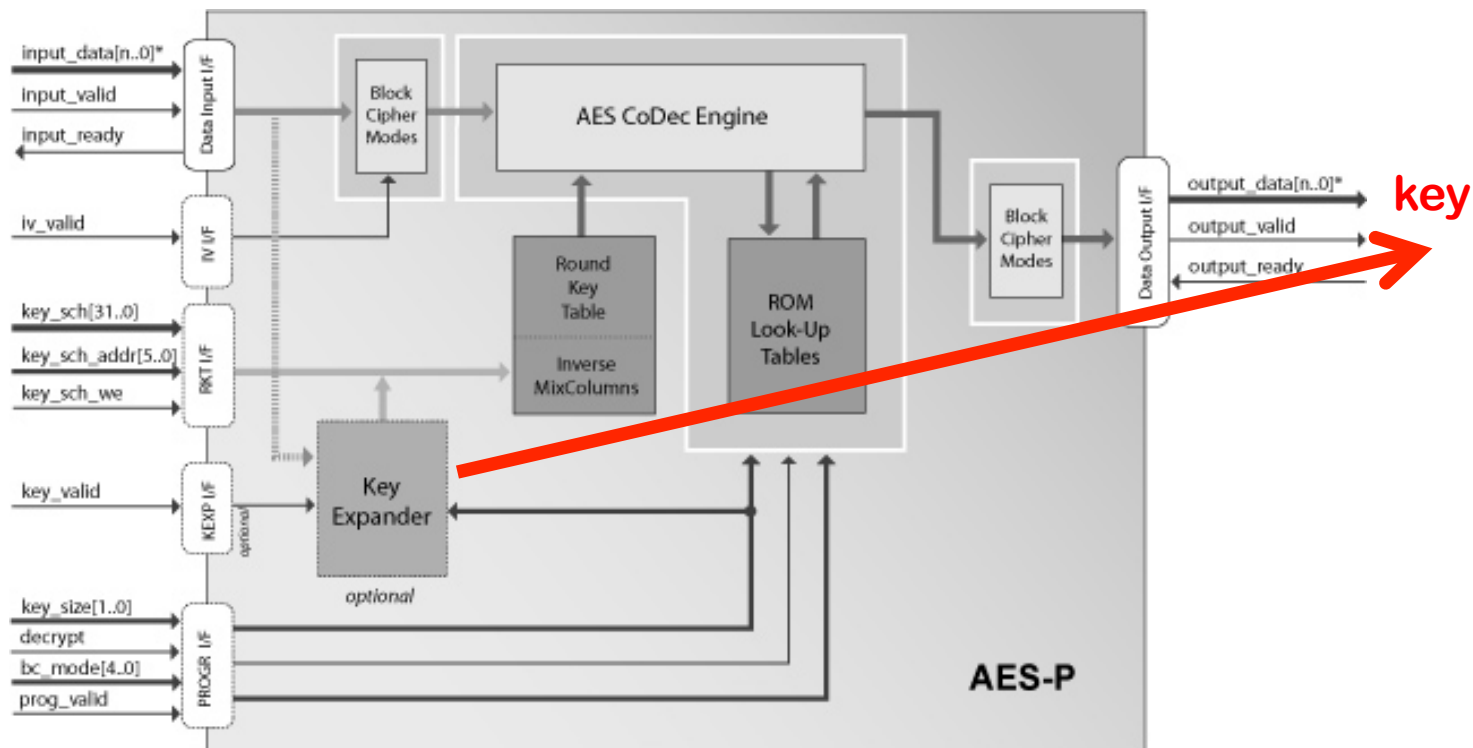 input_data[n..0]*
input_valid
input_ready
Data Input I/F
Block
Cipher
Modes
AES CoDec Engine
iv_valid
IV I/F
Round
Key
Table
Inverse
MixColumns
ROM
Look-Up
Tables
Block
Cipher
Modes
Data Output I/F
output_data[n..0]*
output_valid
output_ready
key
key_sch[31..0]
key_sch_addr[5..0]
key_sch_we
RKT I/F
key_valid
KEXP I/F
optional
Key
Expander
optional
key_size[1..0]
decrypt
bc_mode[4..0]
prog_valid
PROGR I/F
AES-P